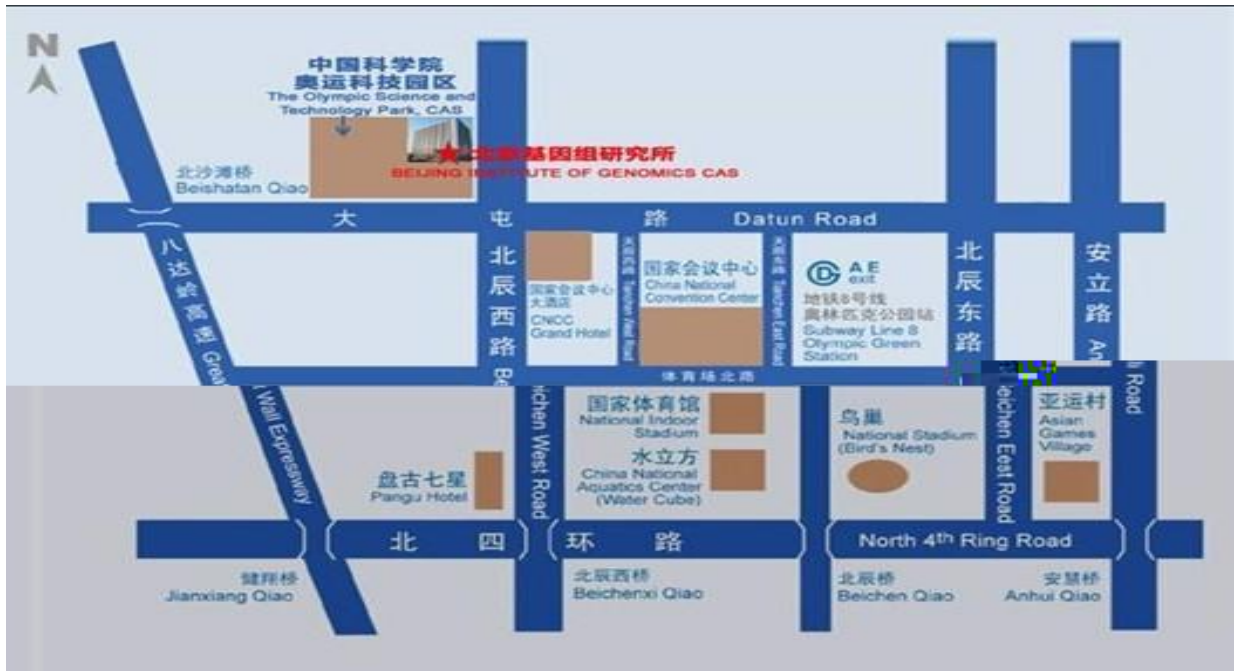 N
中国科学院
奥运科技园区
The Olympic Science and
Technology Park, CAS
基因组研究所
BEIJING INSTITUTE OF GENOMICS CAS
北沙滩桥
Beishatan Qiao
大 屯 路 Datun Road
八达岭高速 Great Wall Expressway
北辰西路 Beichen West Road
国家会议中心
大酒店
CNCC
Grand Hotel
天辰西路 Tianchen West Road
国家会议中心
China National
Convention Center
天辰东路 Tianchen East Road
A E
exit
地铁8号线
奥林匹克公园站
Subway Line 8
Olympic Green
Station
北辰东路 Beichen East Road
安立路 Anli Road
体育场北路
国家体育馆
National Indoor
Stadium
水立方
China National
Aquatics Center
(Water Cube)
盘古七星
Pangu Hotel
鸟巢
National Stadium
(Bird's Nest)
亚运村
Asian
Games
Village
北 四 环 路 North 4th Ring Road
健翔桥
Jianxiang Qiao
北辰西桥
Beichenxi Qiao
北辰桥
Beichen Qiao
安慧桥
Anhui Qiao